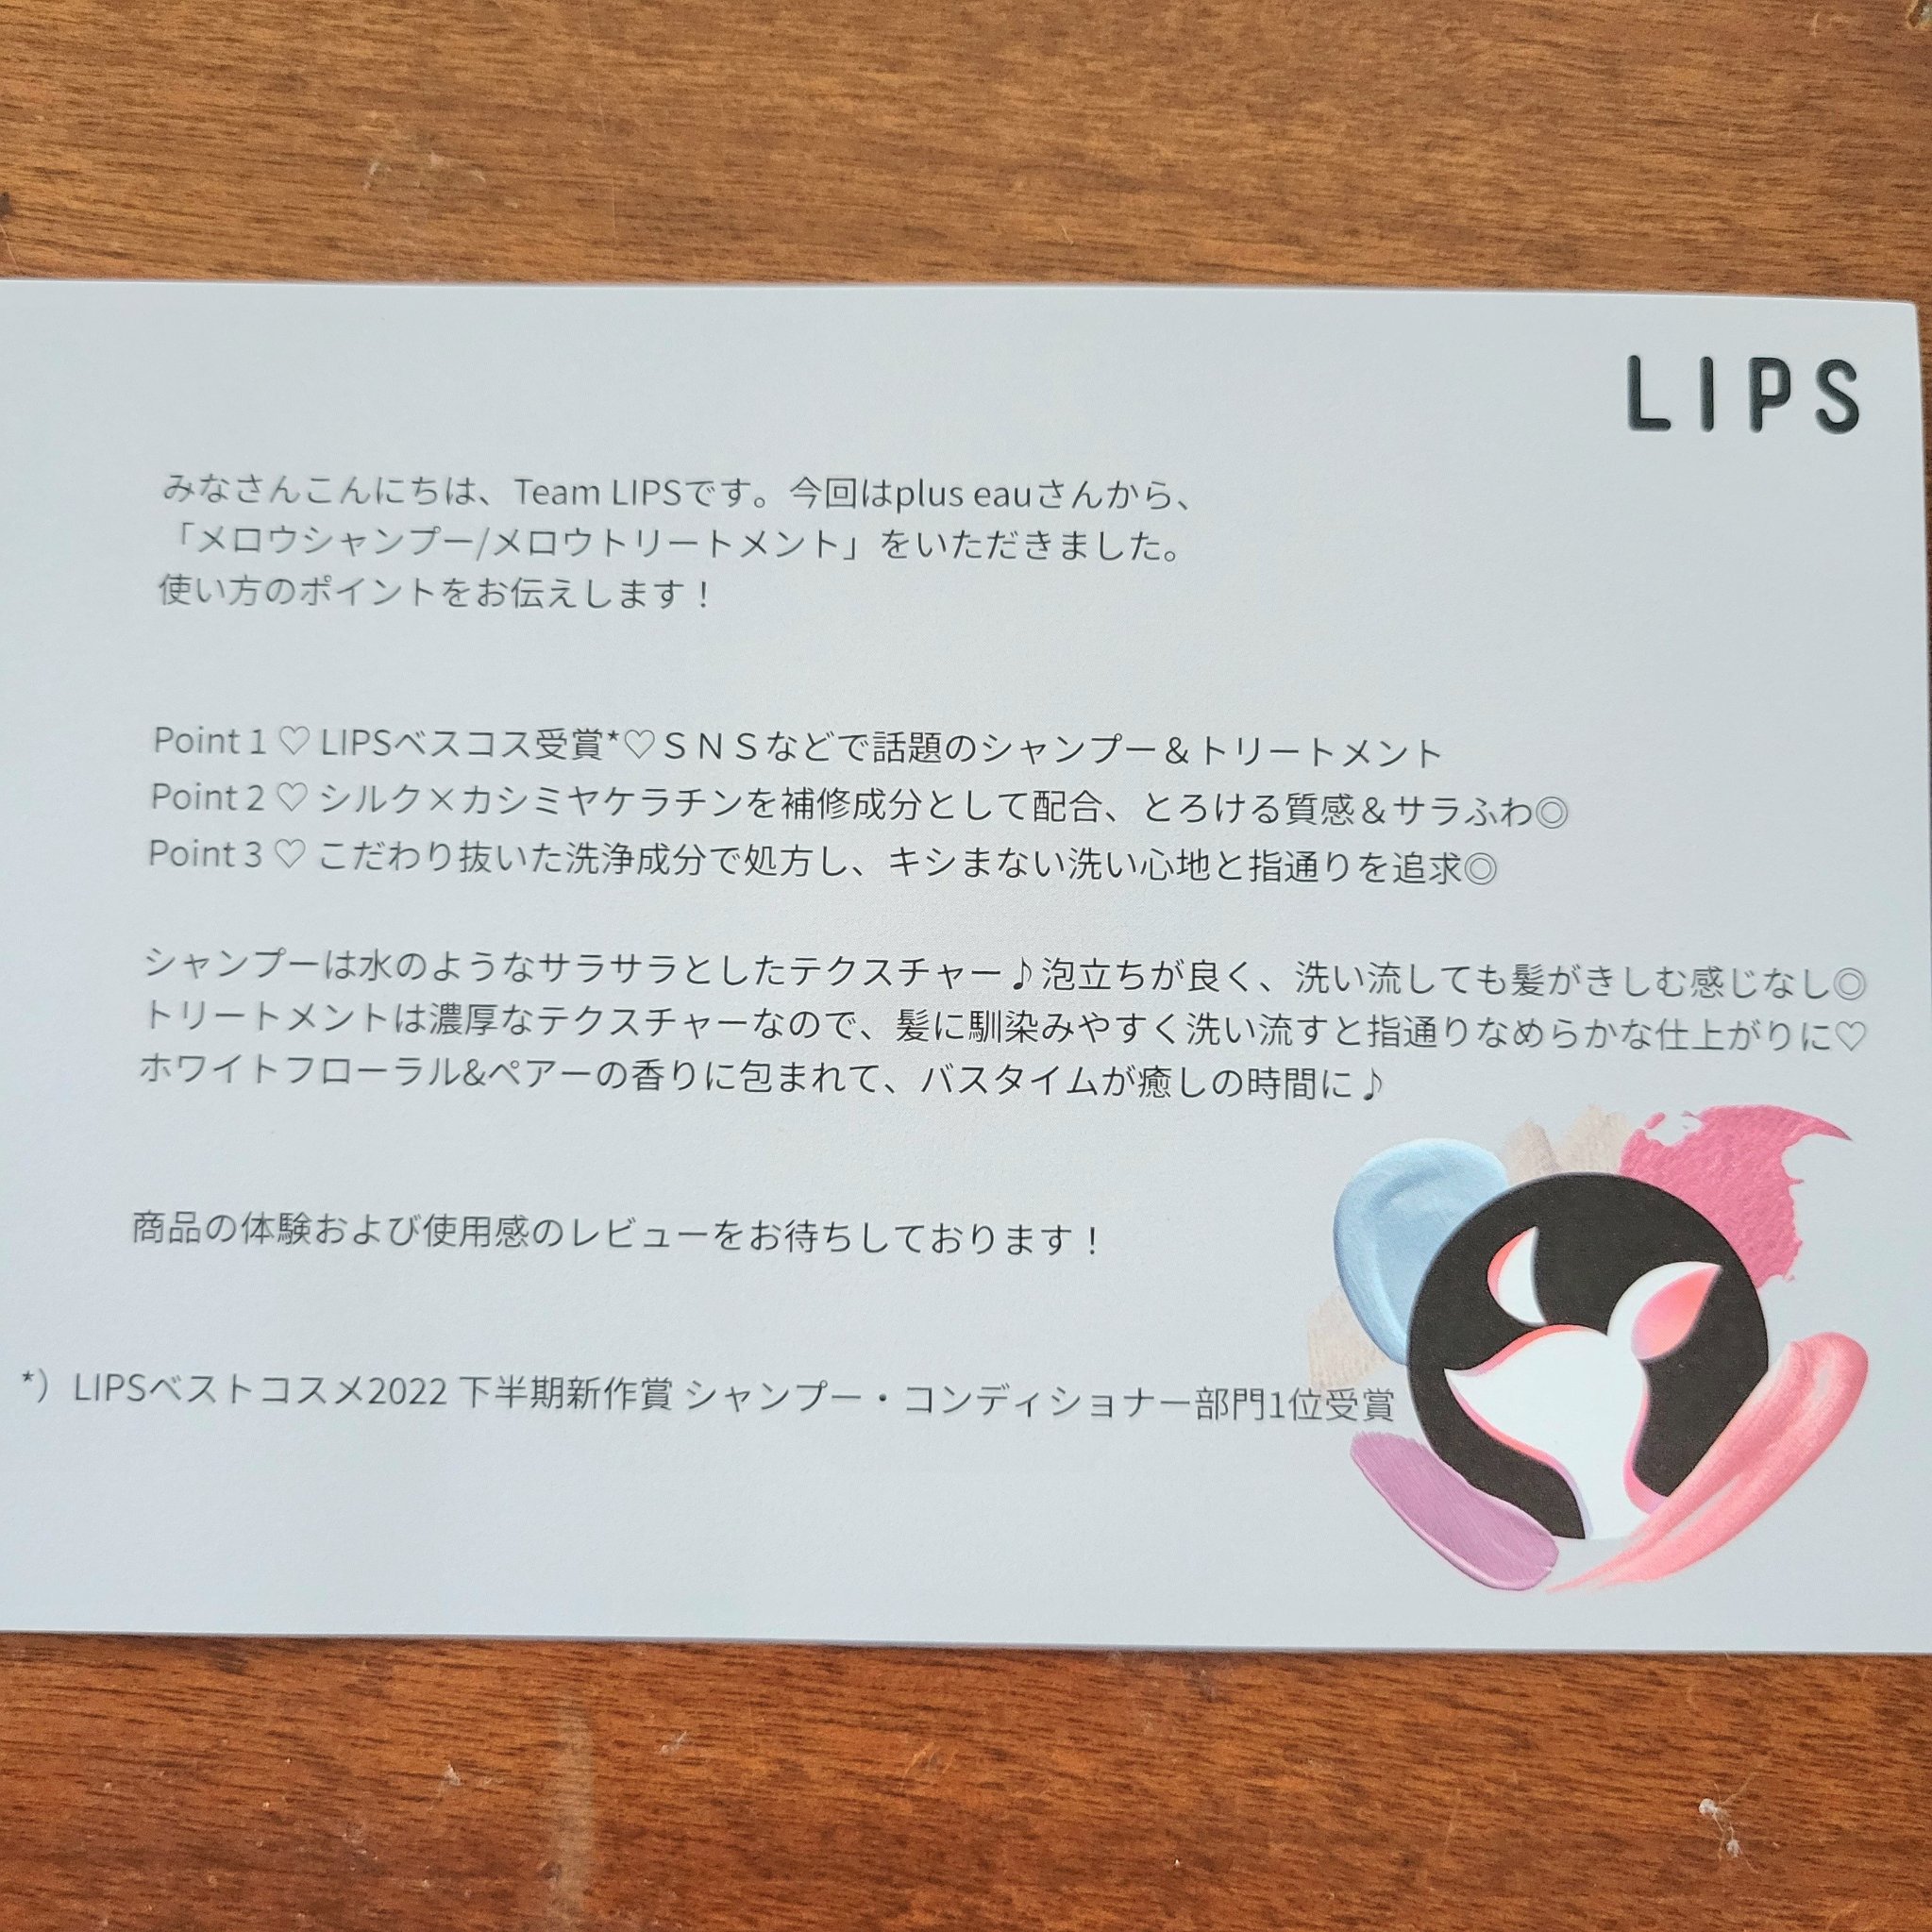 LIPS
みなさんこんにちは、Team LIPSです。今回はplus eauさんから、
「メロウシャンプー/メロウトリートメント」をいただきました。
使い方のポイントをお伝えします！
Point 1 ♡ LIPSベスコス受賞*♡ＳＮＳなどで話題のシャンプー＆トリートメント
Point 2 ♡ シルク×カシミヤケラチンを補修成分として配合、とろける質感＆サラふわ◎
Point 3 ♡ こだわり抜いた洗浄成分で処方し、キシまない洗い心地と指通りを追求◎
シャンプーは水のようなサラサラとしたテクスチャー♪泡立ちが良く、洗い流しても髪がきしむ感じなし◎
トリートメントは濃厚なテクスチャーなので、髪に馴染みやすく洗い流すと指通りなめらかな仕上がりに♡
ホワイトフローラル&ペアーの香りに包まれて、バスタイムが癒しの時間に♪
商品の体験および使用感のレビューをお待ちしております！
*）LIPSベストコスメ2022 下半期新作賞 シャンプー・コンディショナー部門1位受賞